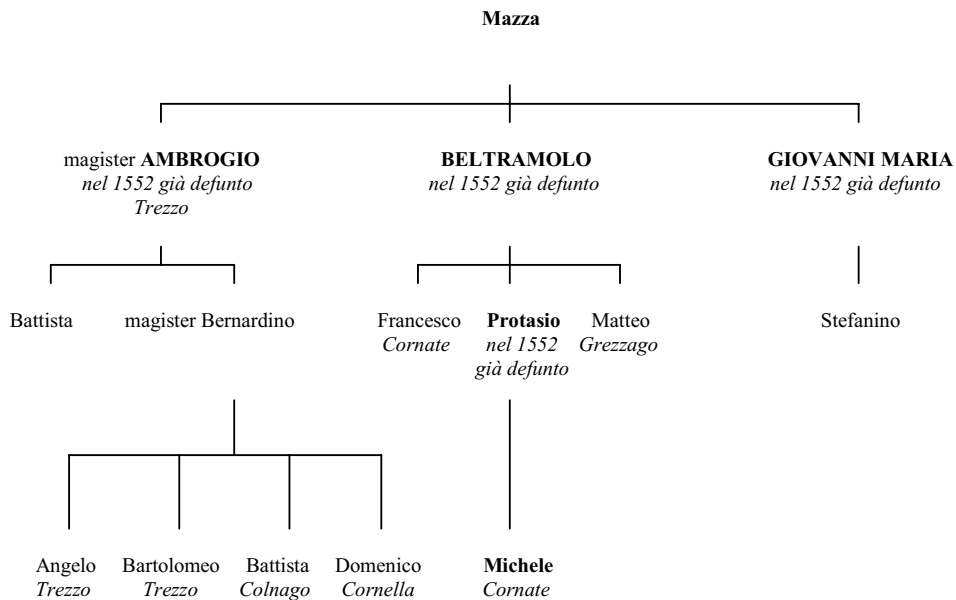 Mazza
magister AMBROGIO
nel 1552 già defunto
Trezzo
BELTRAMOLO
nel 1552 già defunto
GIOVANNI MARIA
nel 1552 già defunto
Battista
magister Bernardino
Francesco
Cornate
Protasio
nel 1552
già defunto
Matteo
Grezzago
Stefanino
Angelo
Trezzo
Bartolomeo
Trezzo
Battista
Colnago
Domenico
Cornella
Michele
Cornate